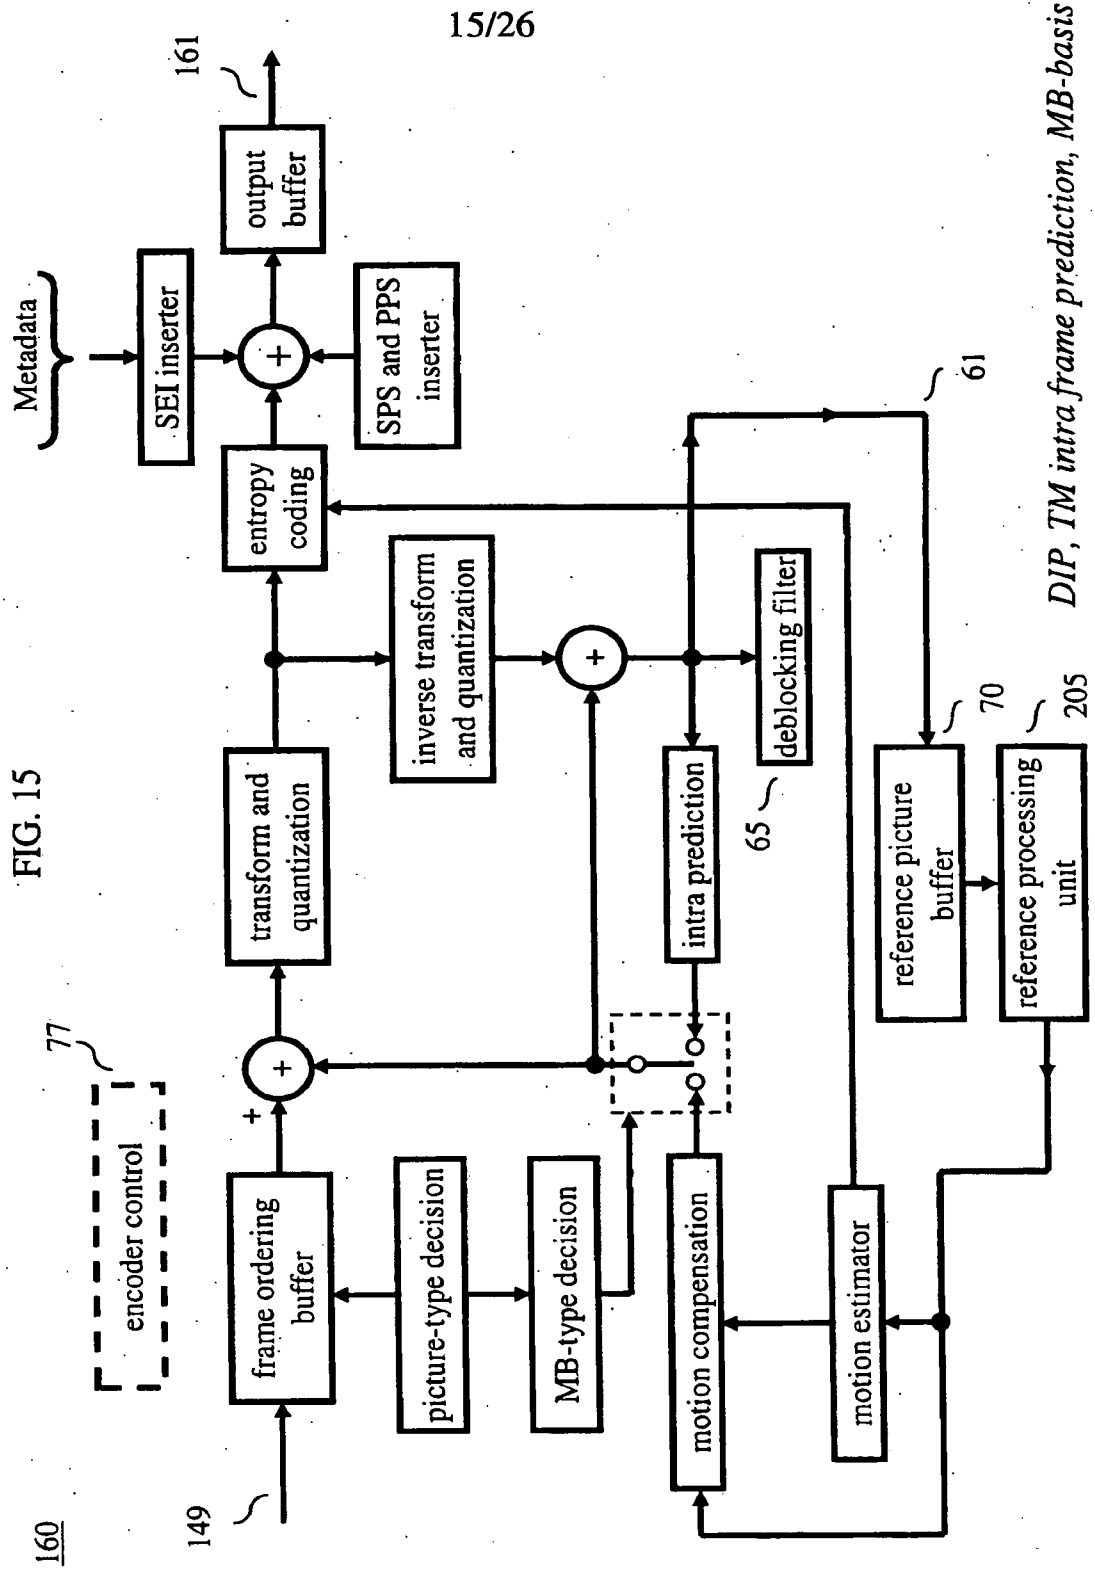 15/26
FIG. 15
160
77
encoder control
Metadata
SEI inserter
161
149
frame ordering
buffer
+
+
transform and
quantization
entropy
coding
+
output
buffer
SPS and PPS
inserter
picture-type decision
inverse transform
and quantization
MB-type decision
+
motion compensation
intra prediction
deblocking filter
65
61
motion estimator
reference picture
buffer
70
reference processing
unit
205
DIP, TM intra frame prediction, MB-basis